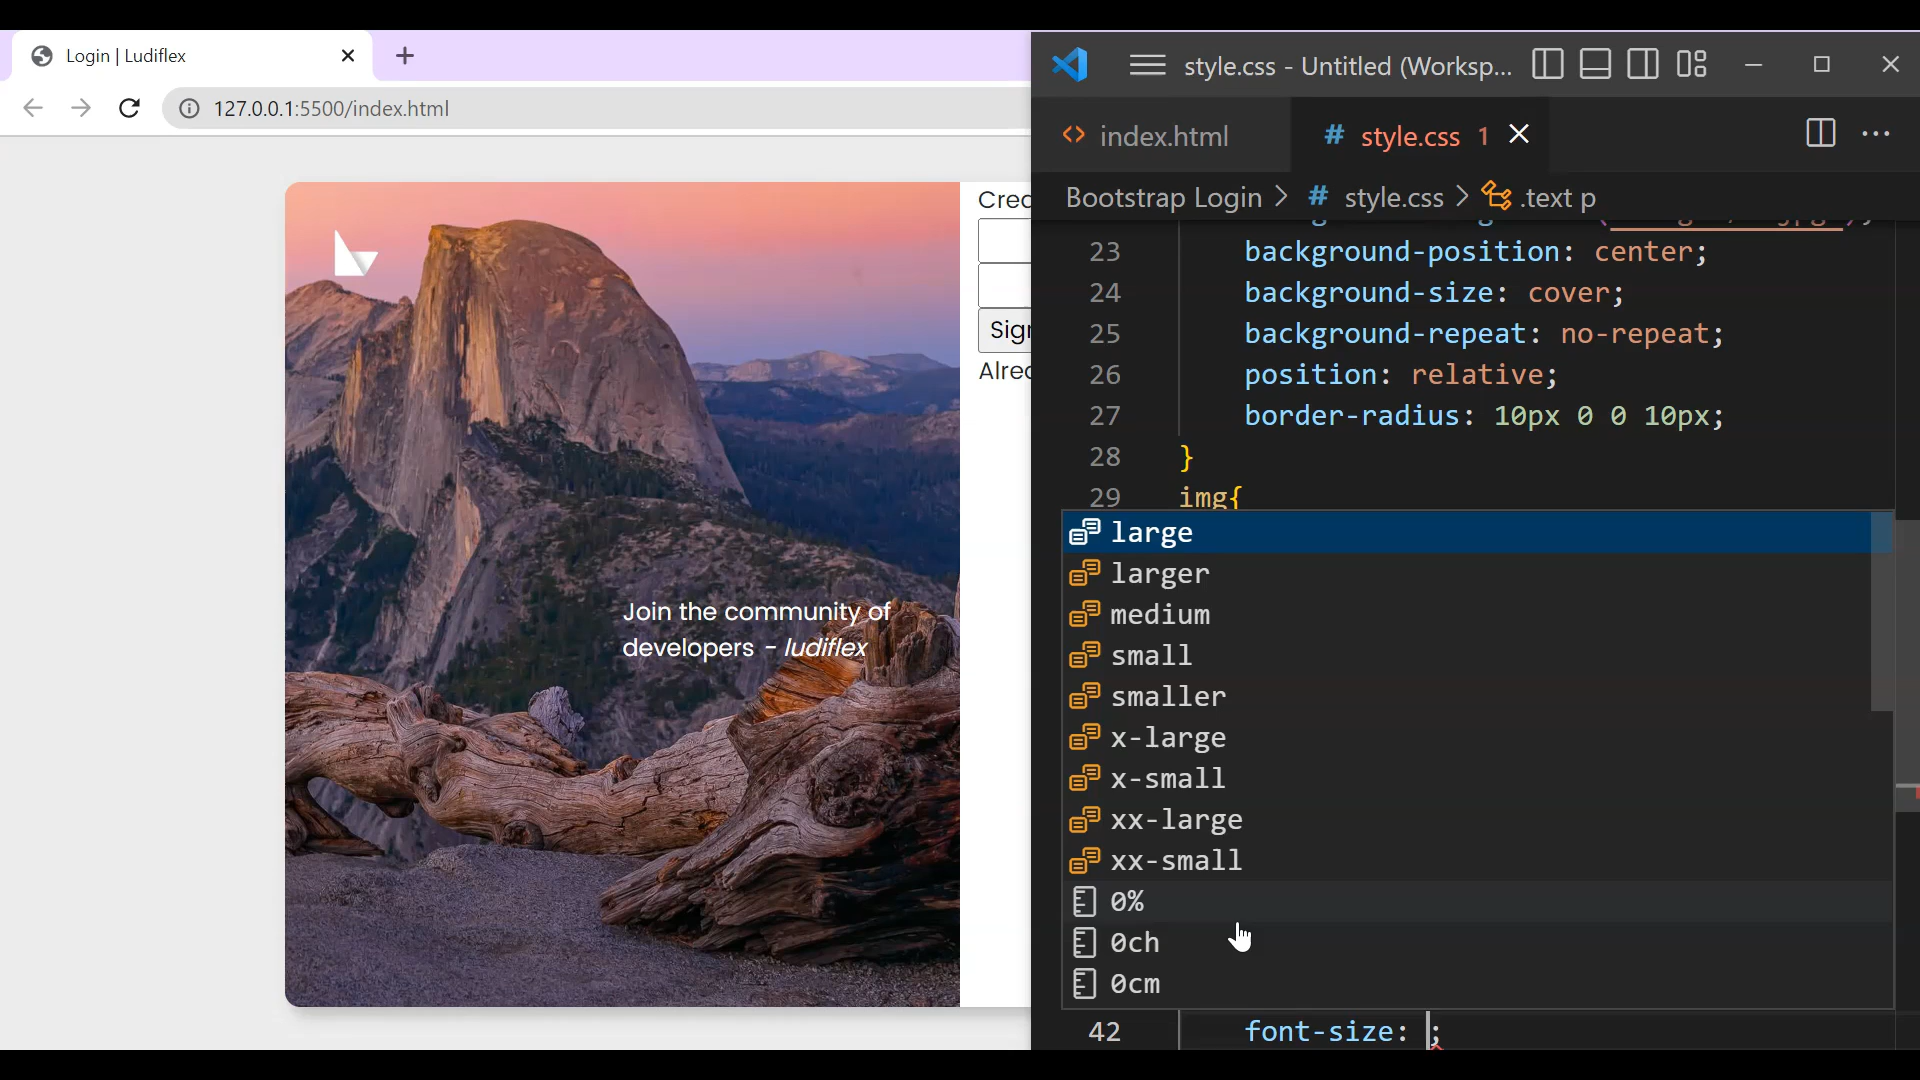 Login | Ludiflex
127.0.0.1:5500/index.html
Join the community of
developers - ludiflex
style.css - Untitled (Worksp...
index.html
# style.css 1
Bootstrap Login > # style.css > .text p
23 background-position: center;
24 background-size: cover;
25 background-repeat: no-repeat;
26 position: relative;
27 border-radius: 10px 0 0 10px;
28 }
29 img{
large
larger
medium
small
smaller
x-large
x-small
xx-large
xx-small
0%
0ch
0cm
42 font-size: ;